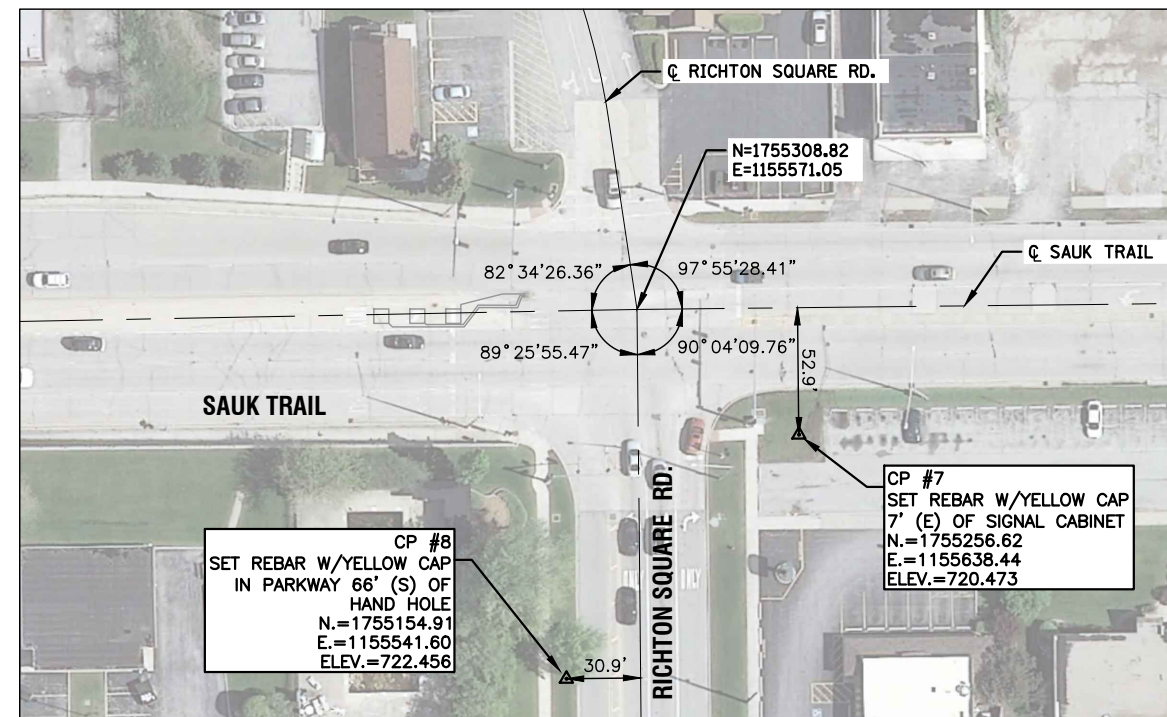 ℄ RICHTON SQUARE RD.
N=1755308.82
E=1155571.05
℄ SAUK TRAIL
82°34'26.36"
97°55'28.41"
89°25'55.47"
90°04'09.76"
52.9'
SAUK TRAIL
CP #7
SET REBAR W/YELLOW CAP
7' (E) OF SIGNAL CABINET
N.=1755256.62
E.=1155638.44
ELEV.=720.473
CP #8
SET REBAR W/YELLOW CAP
IN PARKWAY 66' (S) OF
HAND HOLE
N.=1755154.91
E.=1155541.60
ELEV.=722.456
30.9'
RICHTON SQUARE RD.
ONLY
ONLY